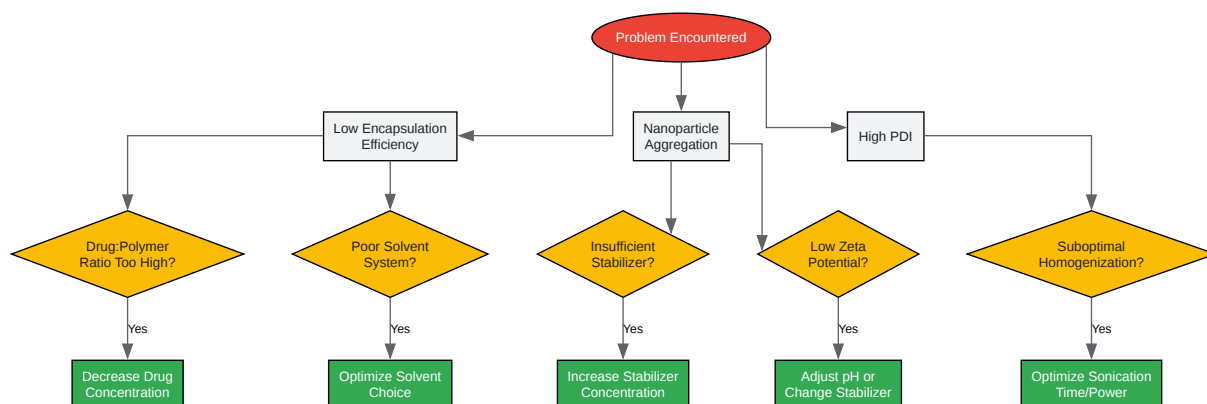 Problem Encountered
Low Encapsulation
Efficiency
Nanoparticle
Aggregation
High PDI
Drug:Polymer
Ratio Too High?
Poor Solvent
System?
Insufficient
Stabilizer?
Low Zeta
Potential?
Suboptimal
Homogenization?
Yes
Yes
Yes
Yes
Yes
Decrease Drug
Concentration
Optimize Solvent
Choice
Increase Stabilizer
Concentration
Adjust pH or
Change Stabilizer
Optimize Sonication
Time/Power